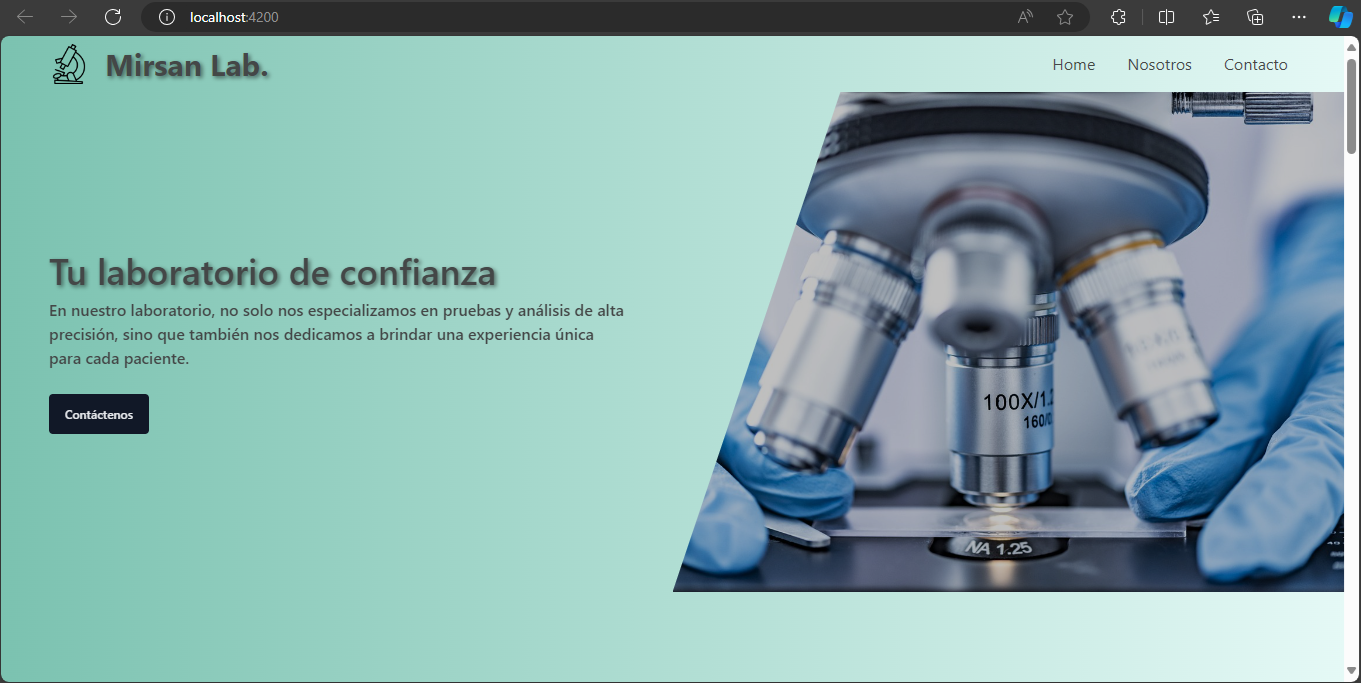 localhost:4200
Mirsan Lab.
Home Nosotros Contacto
Tu laboratorio de confianza
En nuestro laboratorio, no solo nos especializamos en pruebas y análisis de alta
precisión, sino que también nos dedicamos a brindar una experiencia única
para cada paciente.
Contáctenos
100X/1.2
160/0
NA 1.25